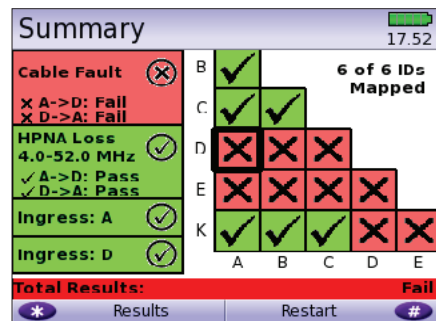 Summary
17.52
Cable Fault
A->D: Fail
D->A: Fail
HPNA Loss
4.0-52.0 MHz
A->D: Pass
D->A: Pass
Ingress: A
Ingress: D
6 of 6 IDs
Mapped
B
C
D
E
K
A B C D E
Total Results: Fail
* Results Restart #